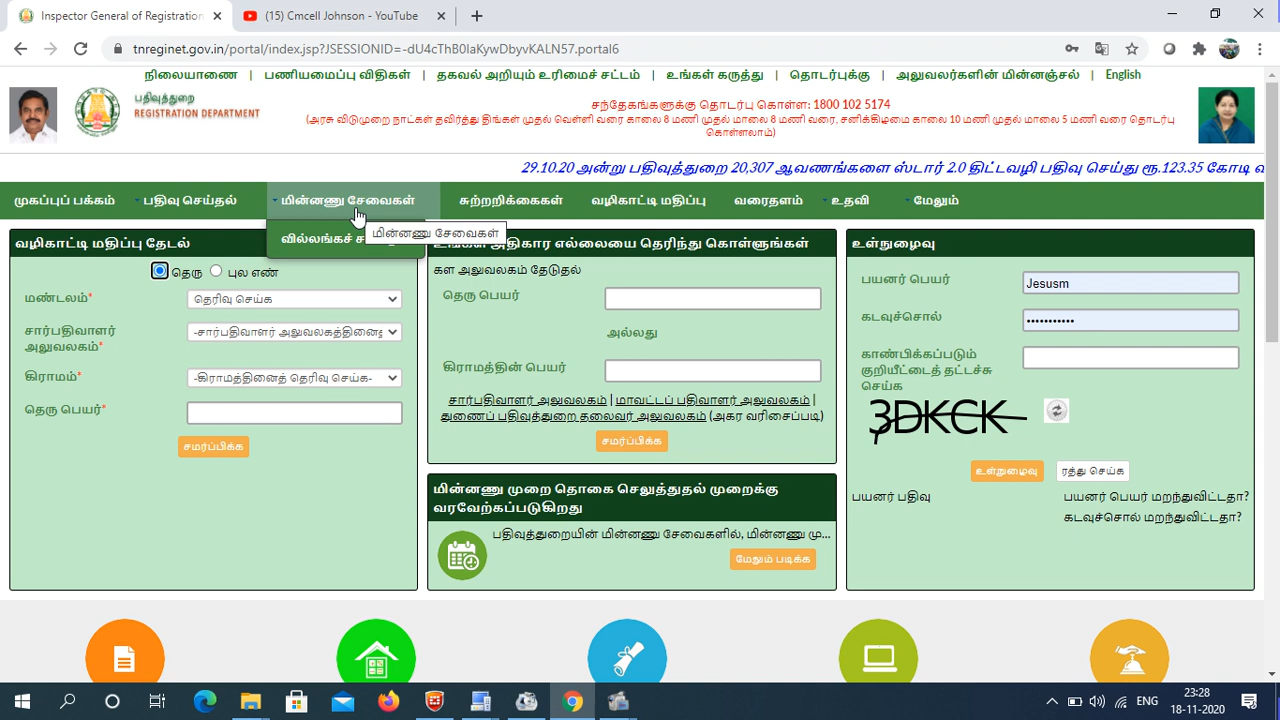 Inspector General of Registration
(15) Cmcell Johnson - YouTube
tnreginet.gov.in/portal/index.jsp?JSESSIONID=-dU4cThB0laKywDbyvKALN57.portal6
நிலையாணை | பணியமைப்பு விதிகள் | தகவல் அறியும் உரிமைச் சட்டம் | உங்கள் கருத்து | தொடர்புக்கு | அலுவலர்களின் மின்னஞ்சல் | English
பதிவுத்துறை
REGISTRATION DEPARTMENT
சந்தேகங்களுக்கு தொடர்பு கொள்ள: 1800 102 5174
(அரசு விடுமுறை நாட்கள் தவிர்த்து திங்கள் முதல் வெள்ளி வரை காலை 8 மணி முதல் மாலை 8 மணி வரை, சனிக்கிழமை காலை 10 மணி முதல் மாலை 5 மணி வரை தொடர்பு
கொள்ளலாம்)
29.10.20 அன்று பதிவுத்துறை 20,307 ஆவணங்களை ஸ்டார் 2.0 திட்டவழி பதிவு செய்து ரூ.123.35 கோடி வ
முகப்புப் பக்கம் பதிவு செய்தல் மின்னணு சேவைகள் சுற்றறிக்கைகள் வழிகாட்டி மதிப்பு வரைதளம் உதவி மேலும்
வில்லங்கச் ச
மின்னணு சேவைகள்
வழிகாட்டி மதிப்பு தேடல்
தெரு புல எண்
மண்டலம்* தெரிவு செய்க
சார்பதிவாளர்
அலுவலகம்*
-சார்பதிவாளர் அலுவலகத்தினைத
கிராமம்* -கிராமத்தினைத் தெரிவு செய்க-
தெரு பெயர்*
சமர்ப்பிக்க
அதிகார எல்லையை தெரிந்து கொள்ளுங்கள்
கள அலுவலகம் தேடுதல்
தெரு பெயர்
அல்லது
கிராமத்தின் பெயர்
சார்பதிவாளர் அலுவலகம் | மாவட்டப் பதிவாளர் அலுவலகம் |
துணைப் பதிவுத்துறை தலைவர் அலுவலகம் (அகர வரிசைப்படி)
சமர்ப்பிக்க
மின்னணு முறை தொகை செலுத்துதல் முறைக்கு
வரவேற்கப்படுகிறது
பதிவுத்துறையின் மின்னணு சேவைகளில், மின்னணு மு...
மேலும் படிக்க
உள்நுழைவு
பயனர் பெயர் Jesusm
கடவுச்சொல் •••••••••••
காண்பிக்கப்படும்
குறியீட்டைத் தட்டச்சு
செய்க
3DKCK
உள்நுழைவு ரத்து செய்க
பயனர் பதிவு பயனர் பெயர் மறந்துவிட்டதா?
கடவுச்சொல் மறந்துவிட்டதா?
ENG
23:28
18-11-2020